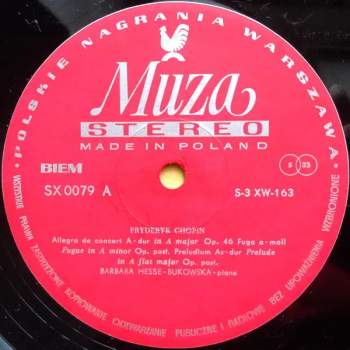 POLSKIE NAGRANIA WARSZAWA
Muza
STEREO
MADE IN POLAND
BIEM
S 33
SX 0079 A
S-3 XW-163
FRYDERYK CHOPIN
Allegro de concert A-dur in A major Op. 46 Fuga a-moll
Fugue in A minor Op. post. Preludium As-dur Prelude
in A flat major Op. post.
BARBARA HESSE-BUKOWSKA - piano
WSZYSTKIE PRAWA ZASTRZEŻONE KOPIOWANIE ODTWARZANIE PUBLICZNE I RADIOWE BEZ UPOWAŻNIENIA WZBRONIONE